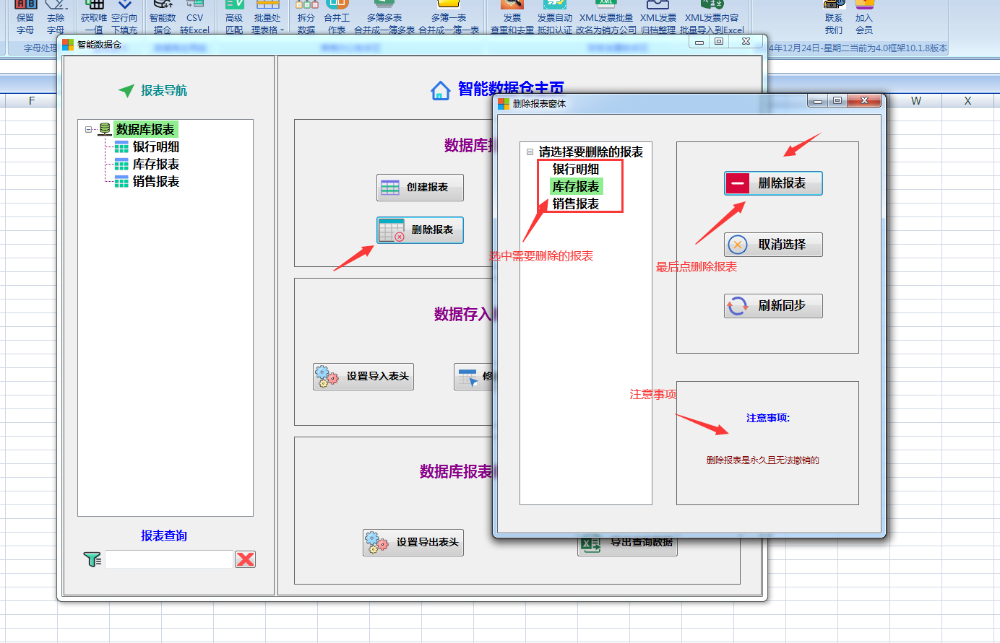 保留 去除 获取唯 空行向 智能数 CSV 高级 批量处 拆分 合并工 多簿多表 多簿一表 发票 发票自动 XML发票批量 XML发票 XML发票内容 联系 加入
字母 字母 一值 下填充 据仓 转Excel 匹配 理表格 数据 作表 合并成一簿多表 合并成一簿一表 查重和去重 抵扣认证 改名为销方公司 归档整理 批量导入到Excel 我们 会员
字母处理
4年12月24日-星期二当前为4.0框架10.1.8版本
智能数据仓
F
W
X
报表导航
数据库报表
银行明细
库存报表
销售报表
报表查询
智能数据仓主页
数据库
创建报表
删除报表
数据存入
设置导入表头
修
数据库报表
设置导出表头
导出查询数据
删除报表窗体
请选择要删除的报表
银行明细
库存报表
销售报表
选中需要删除的报表
删除报表
取消选择
最后点删除报表
刷新同步
注意事项
注意事项:
删除报表是永久且无法撤销的